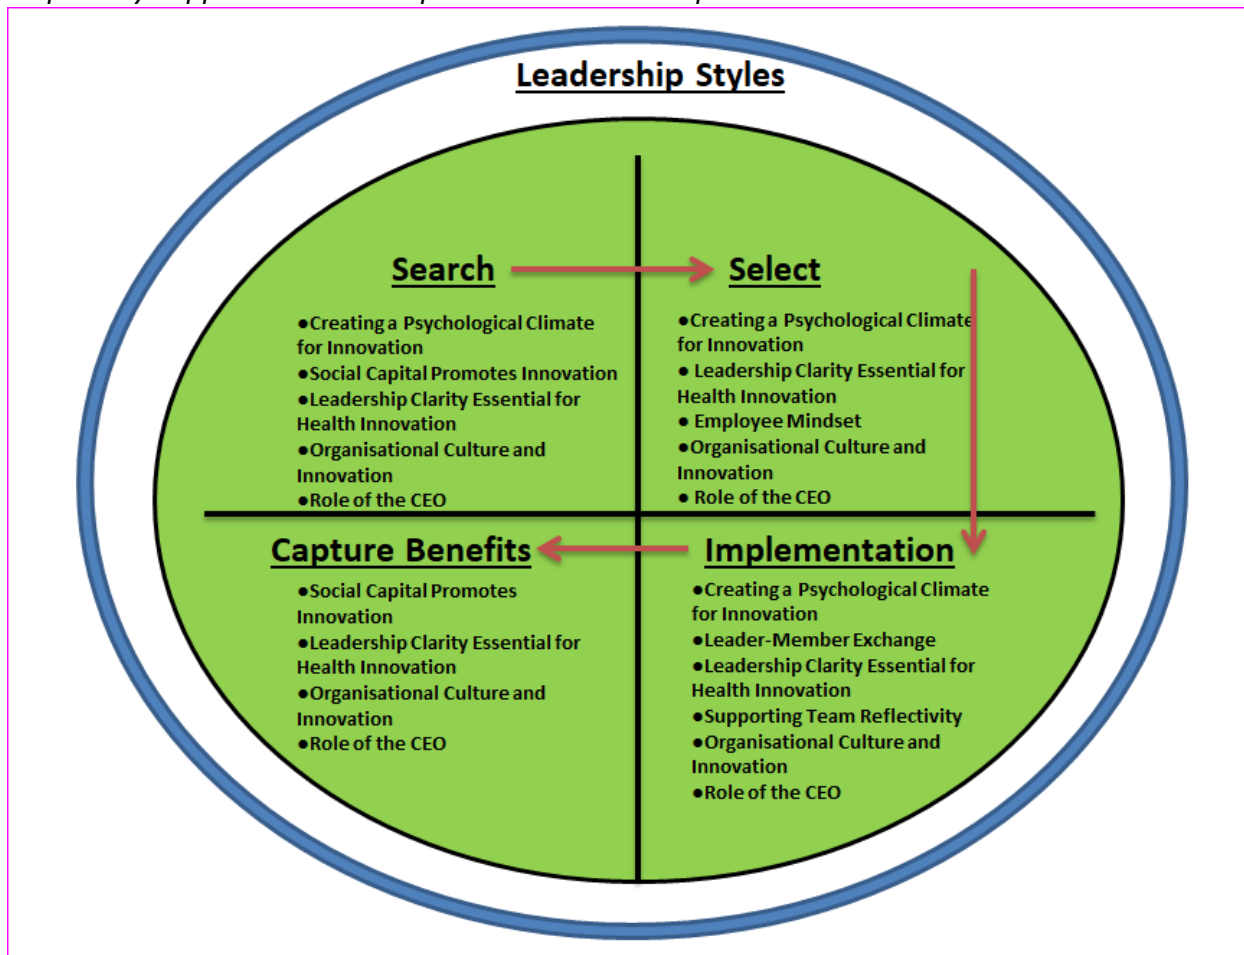 Leadership Styles
Search
●Creating a Psychological Climate
for Innovation
●Social Capital Promotes Innovation
●Leadership Clarity Essential for
Health Innovation
●Organisational Culture and
Innovation
●Role of the CEO
Select
●Creating a Psychological Climate
for Innovation
● Leadership Clarity Essential for
Health Innovation
● Employee Mindset
●Organisational Culture and
Innovation
● Role of the CEO
Capture Benefits
●Social Capital Promotes
Innovation
●Leadership Clarity Essential for
Health Innovation
●Organisational Culture and
Innovation
●Role of the CEO
Implementation
●Creating a Psychological Climate
for Innovation
●Leader-Member Exchange
●Leadership Clarity Essential for
Health Innovation
●Supporting Team Reflectivity
●Organisational Culture and
Innovation
●Role of the CEO